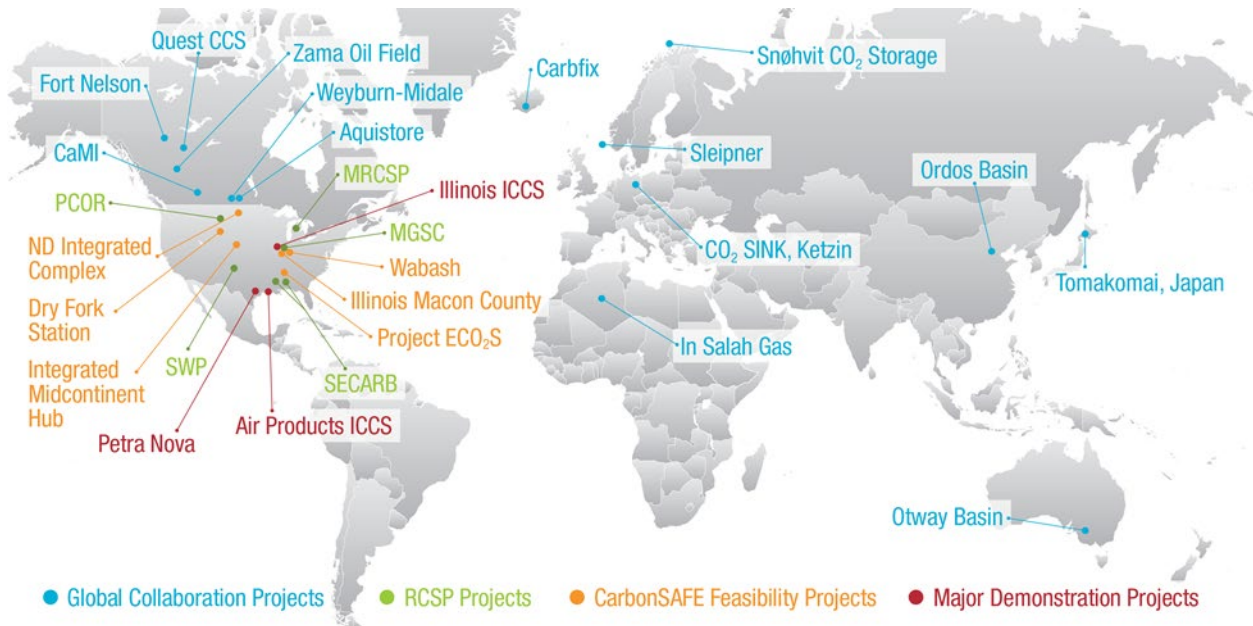 Quest CCS
Zama Oil Field
Fort Nelson
Weyburn-Midale
CaMI
Aquistore
MRCSP
PCOR
Illinois ICCS
ND Integrated
Complex
MGSC
Wabash
Dry Fork
Station
Illinois Macon County
Project ECO₂S
Integrated
Midcontinent
Hub
SWP
SECARB
Petra Nova
Air Products ICCS
Carbfix
Snøhvit CO₂ Storage
Sleipner
Ordos Basin
CO₂ SINK, Ketzin
Tomakomai, Japan
In Salah Gas
Otway Basin
Global Collaboration Projects
RCSP Projects
CarbonSAFE Feasibility Projects
Major Demonstration Projects